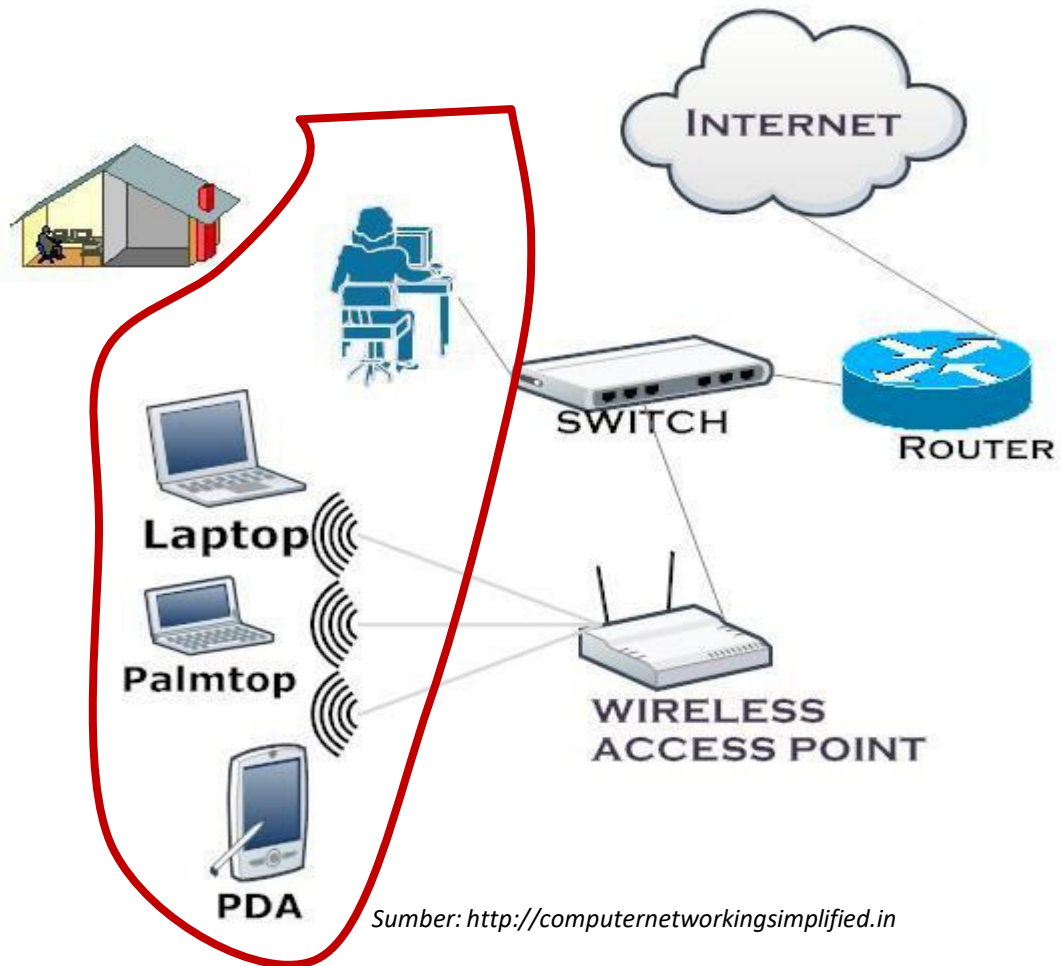 INTERNET
SWITCH
ROUTER
Laptop
Palmtop
WIRELESS
ACCESS POINT
PDA
Sumber: http://computernetworkingsimplified.in